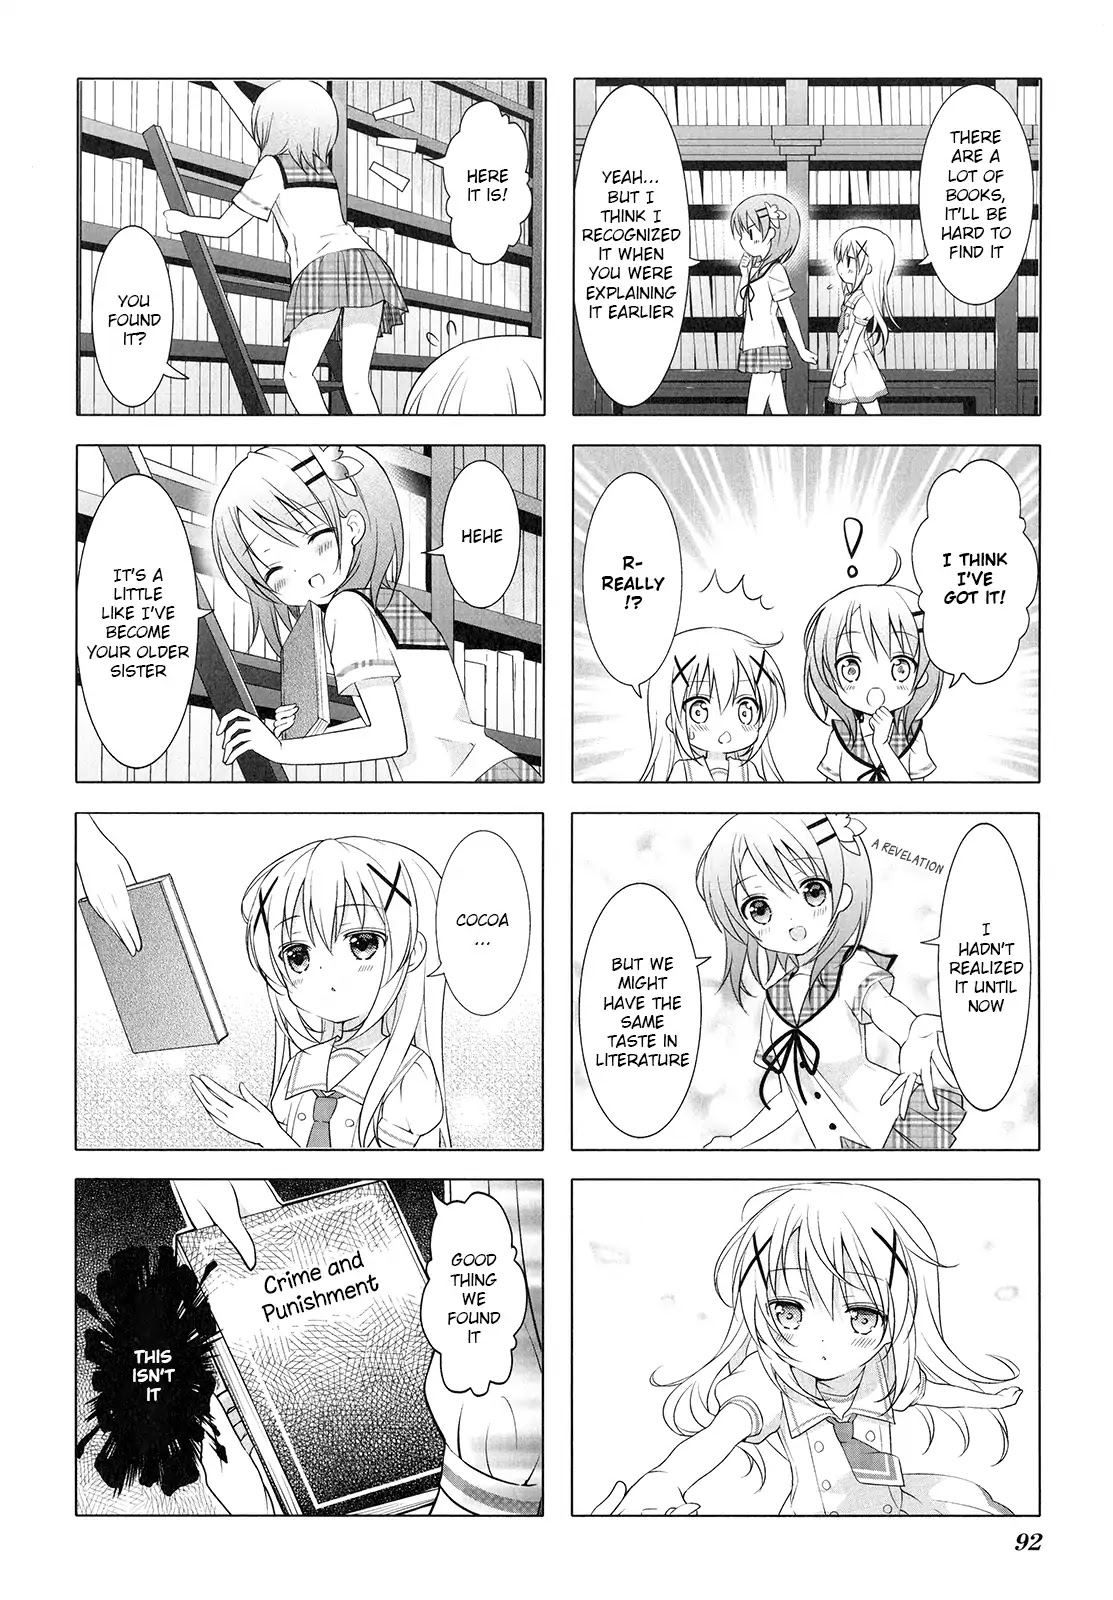 THERE
ARE A
LOT OF
BOOKS,
IT'LL BE
HARD TO
FIND IT
YEAH...
BUT I
THINK I
RECOGNIZED
IT WHEN
YOU WERE
EXPLAINING
IT EARLIER
I THINK
I'VE
GOT IT!
!
R-
REALLY
!?
A REVELATION
I
HADN'T
REALIZED
IT UNTIL
NOW
BUT WE
MIGHT
HAVE THE
SAME
TASTE IN
LITERATURE
HERE
IT IS!
YOU
FOUND
IT?
HEHE
IT'S A
LITTLE
LIKE I'VE
BECOME
YOUR OLDER
SISTER
COCOA
...
GOOD
THING
WE
FOUND
IT
Crime and
Punishment
THIS
ISN'T
IT
92